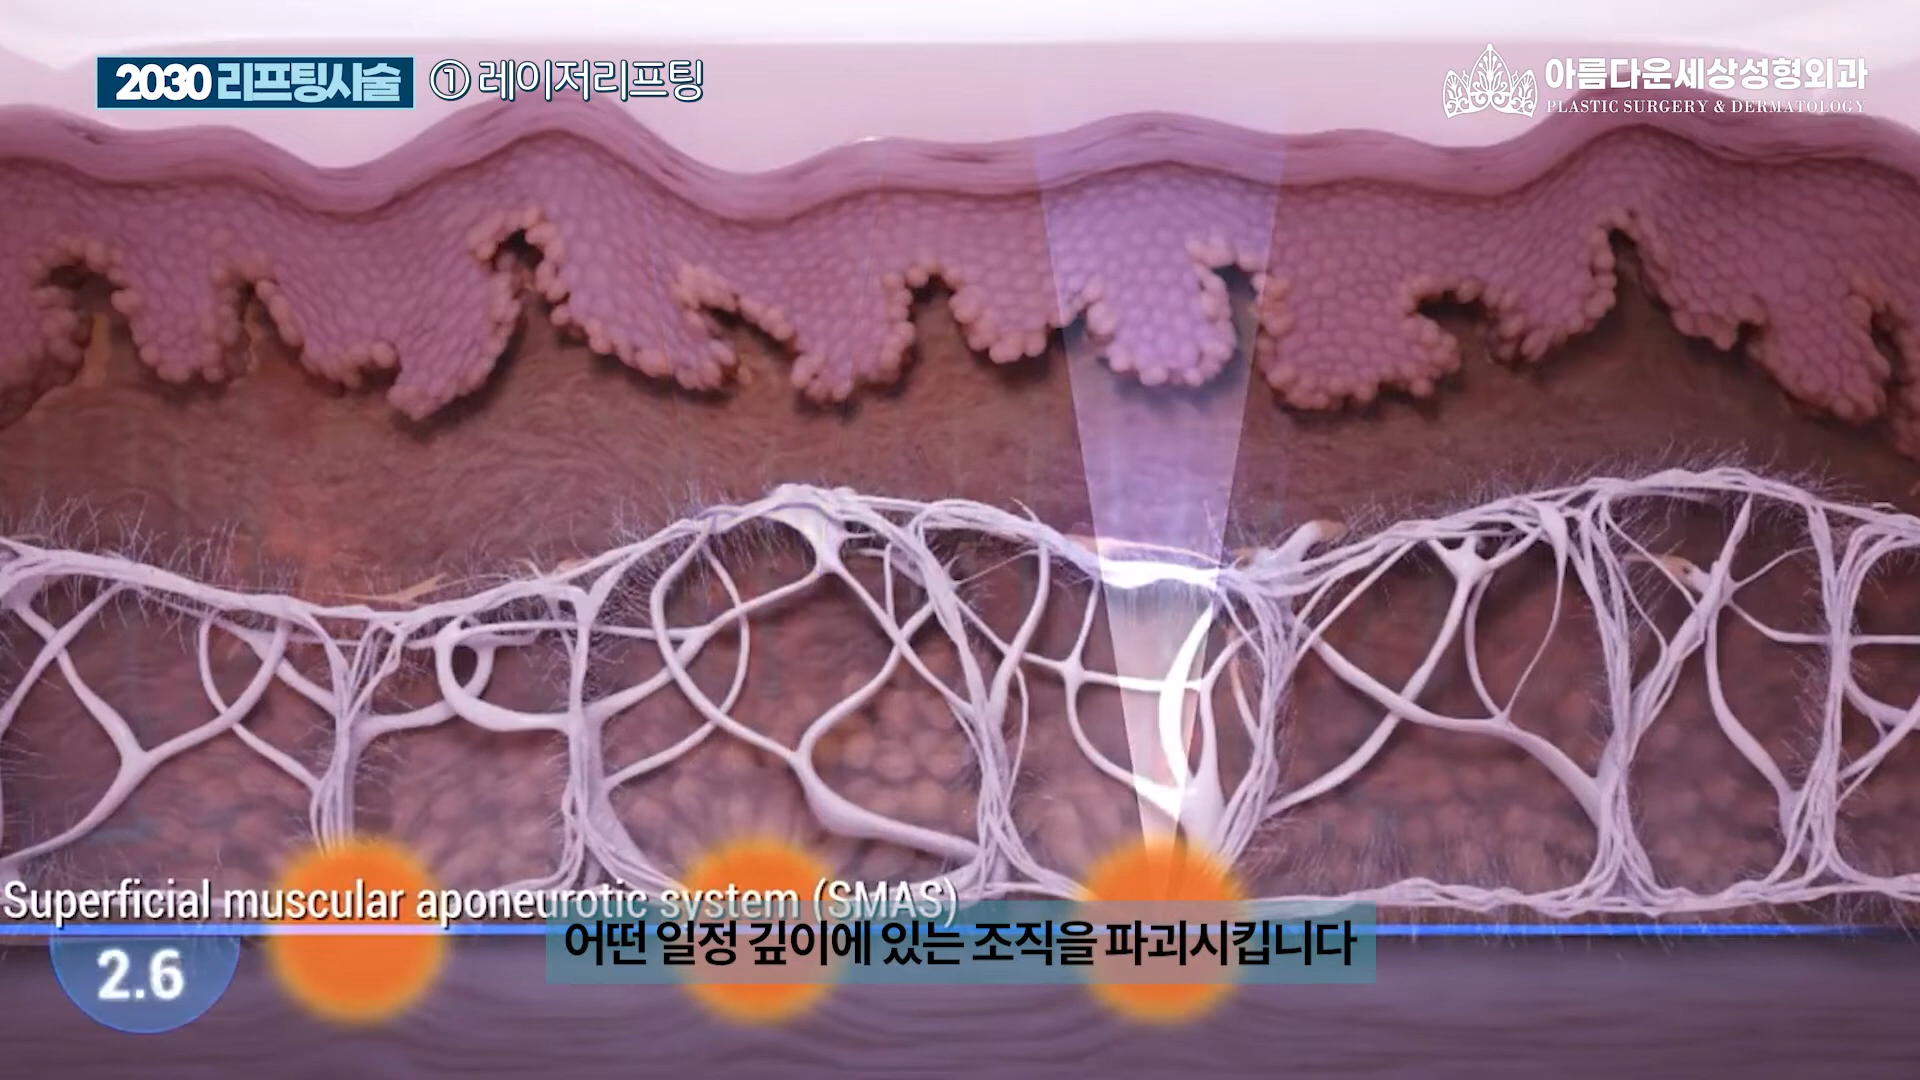 2030 리프팅시술 ① 레이저리프팅
아름다운세상성형외과
PLASTIC SURGERY & DERMATOLOGY
Superficial muscular aponeurotic system (SMAS)
어떤 일정 깊이에 있는 조직을 파괴시킵니다
2.6